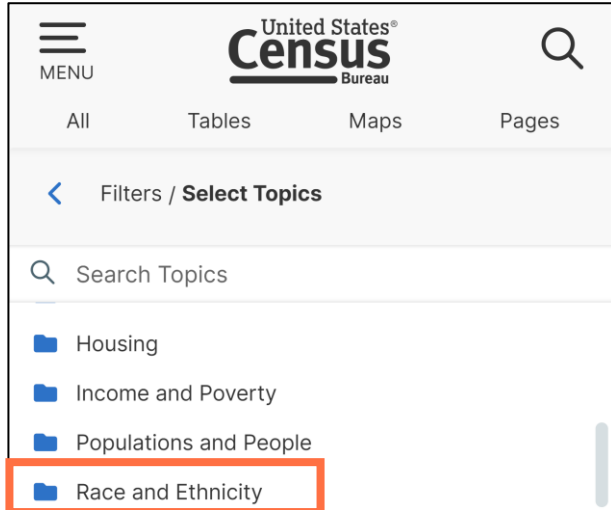 United States®
Census
Bureau
MENU
All Tables Maps Pages
Filters / Select Topics
Search Topics
Housing
Income and Poverty
Populations and People
Race and Ethnicity